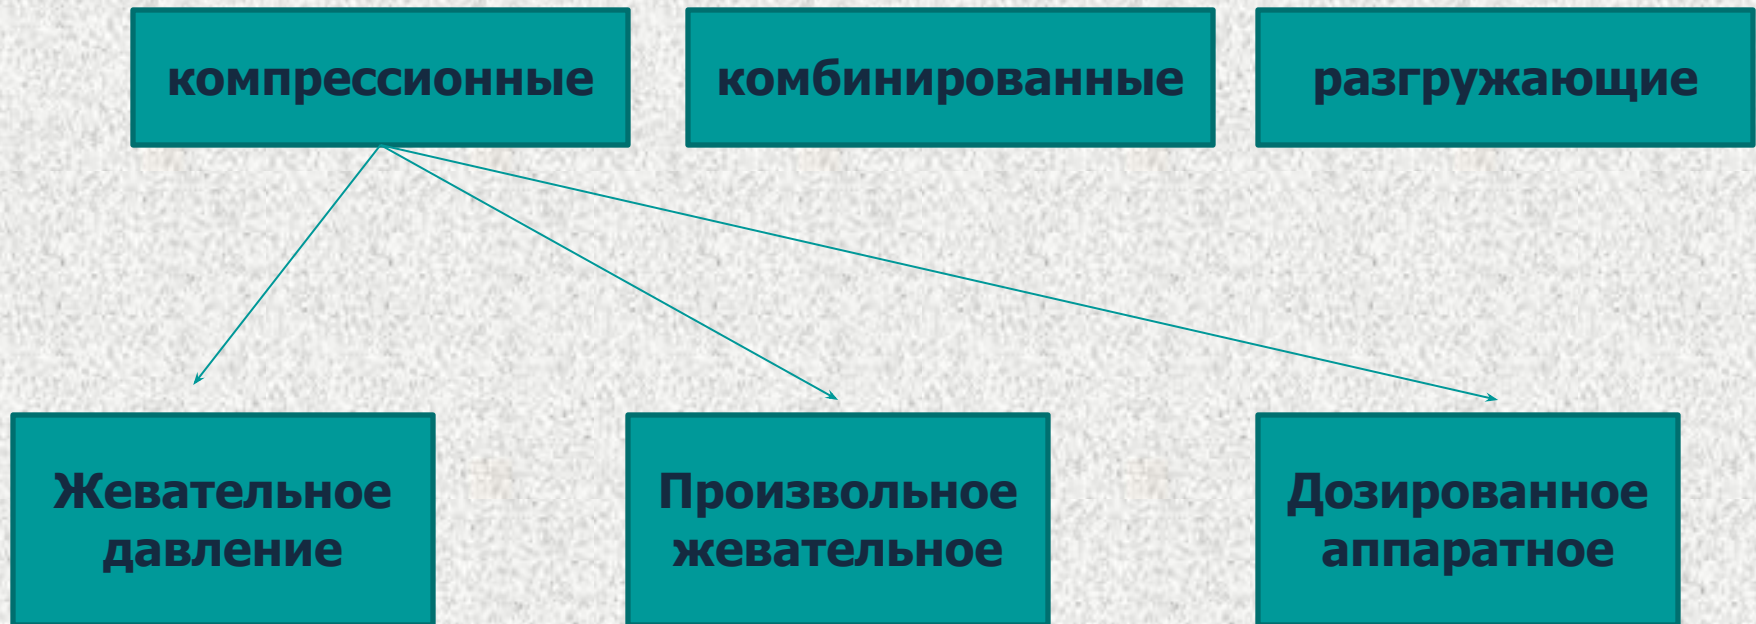 компрессионные
комбинированные
разгружающие
Жевательное
давление
Произвольное
жевательное
Дозированное
аппаратное